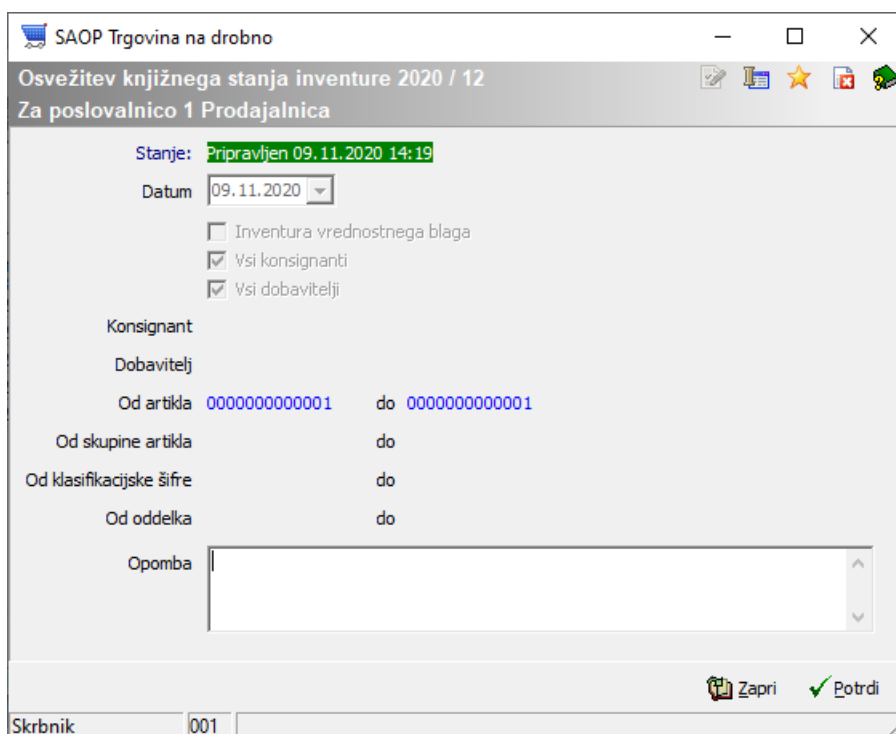 SAOP Trgovina na drobno
Osvežitev knjižnega stanja inventure 2020 / 12
Za poslovalnico 1 Prodajalnica
Stanje: Pripravljen 09.11.2020 14:19
Datum 09.11.2020
Inventura vrednostnega blaga
Vsi konsignanti
Vsi dobavitelji
Konsignant
Dobavitelj
Od artikla 0000000000001 do 0000000000001
Od skupine artikla do
Od klasifikacijske šifre do
Od oddelka do
Opomba
Zapri Potrdi
Skrbnik 001